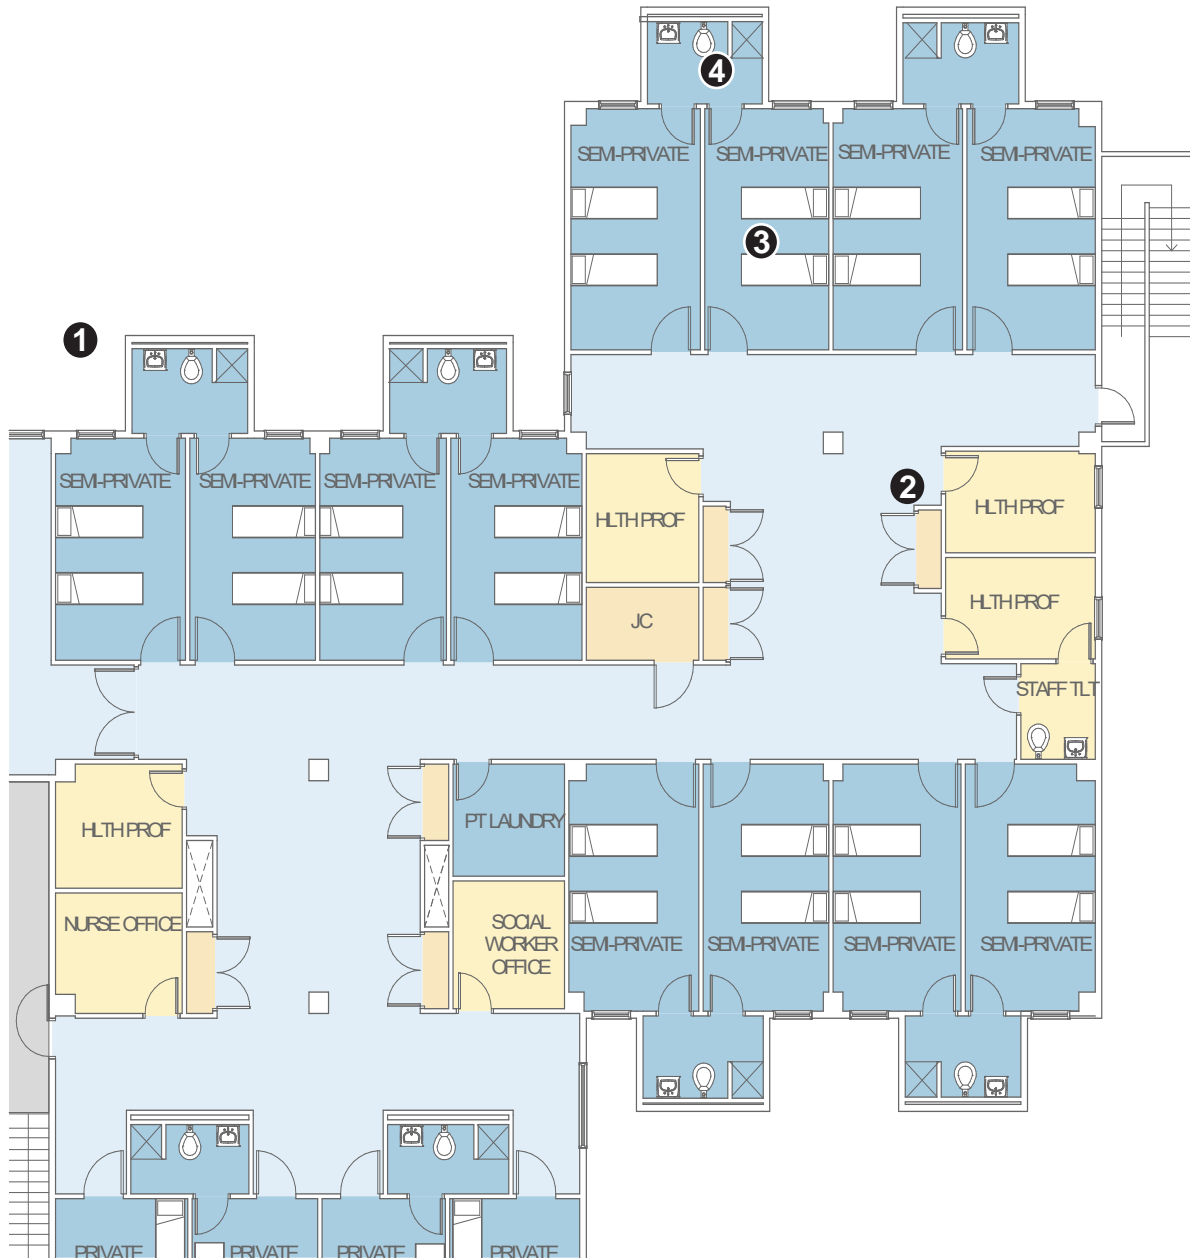 4
SEMI-PRIVATE SEMI-PRIVATE SEMI-PRIVATE SEMI-PRIVATE
3
1
SEMI-PRIVATE SEMI-PRIVATE SEMI-PRIVATE SEMI-PRIVATE
2
HLTH PROF
HLTH PROF
HLTH PROF
JC
STAFF TLT
HLTH PROF
PT LAUNDRY
NURSE OFFICE
SOCIAL
WORKER
OFFICE
SEMI-PRIVATE SEMI-PRIVATE SEMI-PRIVATE SEMI-PRIVATE
PRIVATE PRIVATE PRIVATE PRIVATE